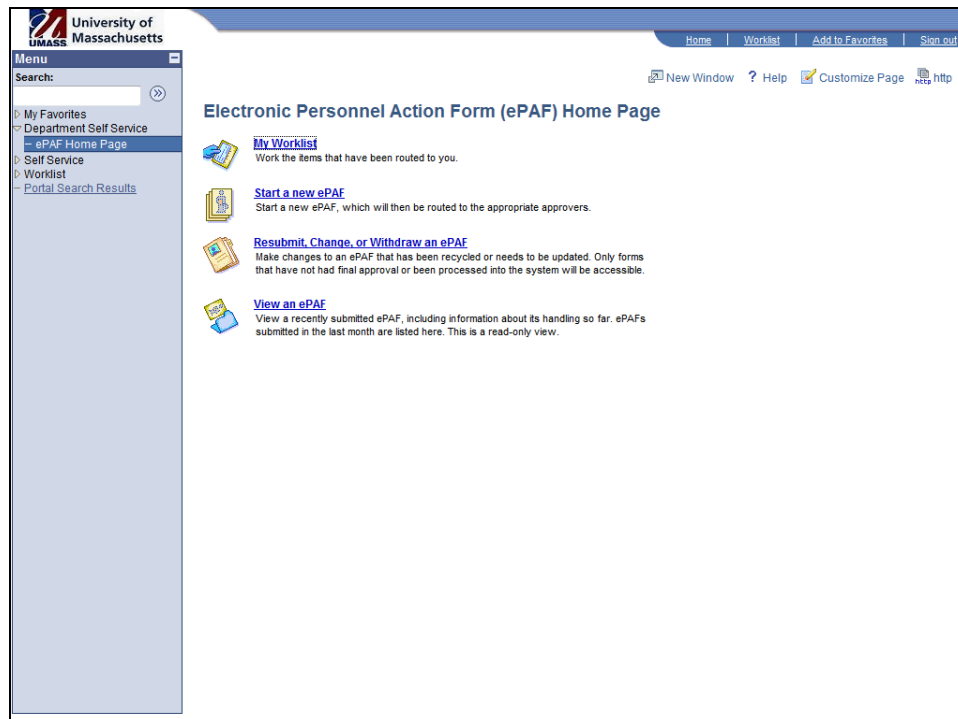 University of
Massachusetts
UMASS
Home | Worklist | Add to Favorites | Sign out
Menu
Search:
My Favorites
Department Self Service
– ePAF Home Page
Self Service
Worklist
– Portal Search Results
New Window ? Help Customize Page http http
Electronic Personnel Action Form (ePAF) Home Page
My Worklist
Work the items that have been routed to you.
Start a new ePAF
Start a new ePAF, which will then be routed to the appropriate approvers.
Resubmit, Change, or Withdraw an ePAF
Make changes to an ePAF that has been recycled or needs to be updated. Only forms
that have not had final approval or been processed into the system will be accessible.
View an ePAF
View a recently submitted ePAF, including information about its handling so far. ePAFs
submitted in the last month are listed here. This is a read-only view.